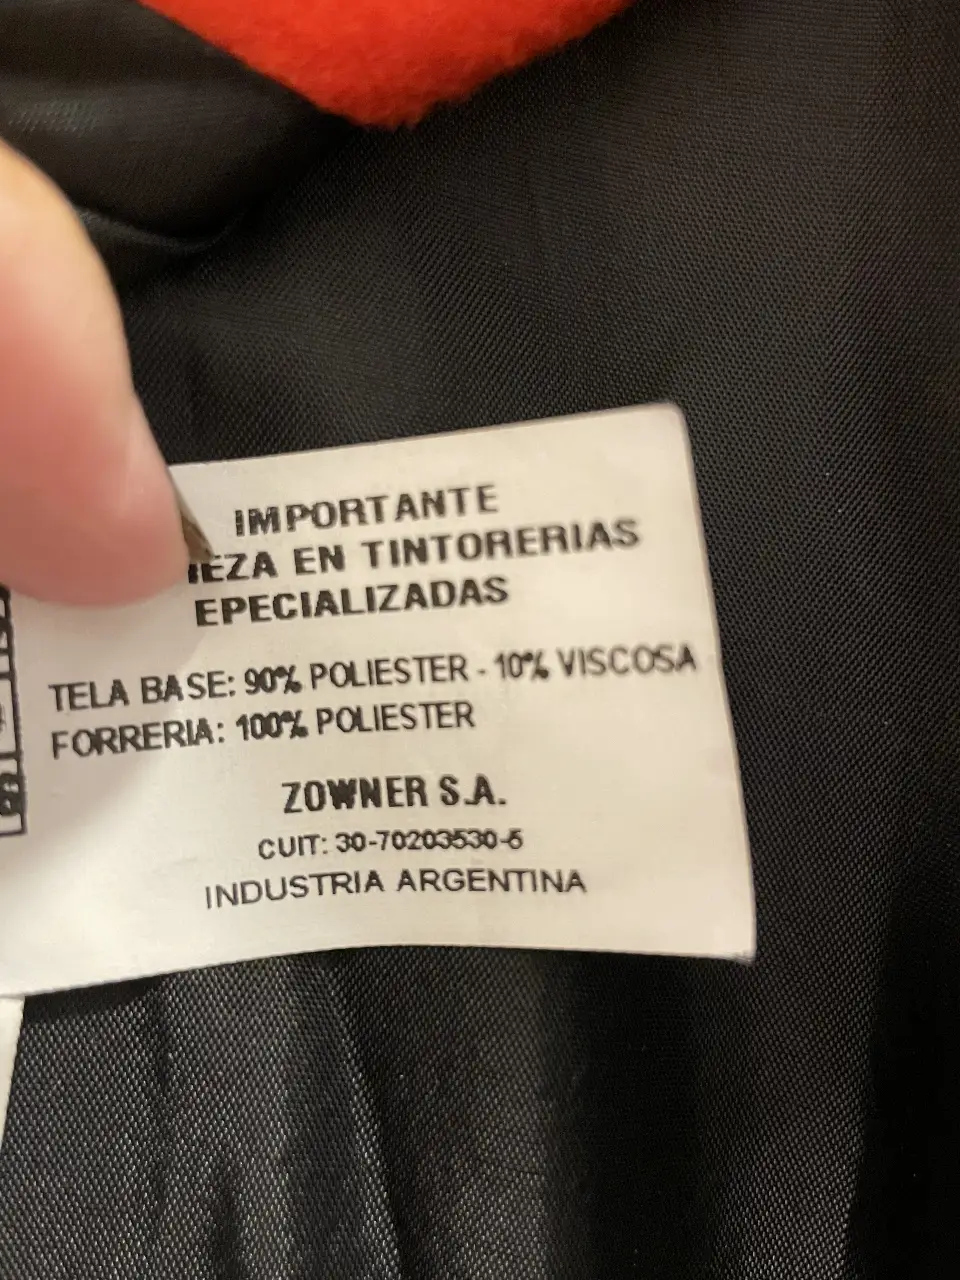 IMPORTANTE
IEZA EN TINTORERIAS
EPECIALIZADAS
TELA BASE: 90% POLIESTER - 10% VISCOSA
FORRERIA: 100% POLIESTER
ZOWNER S.A.
CUIT: 30-70203530-5
INDUSTRIA ARGENTINA